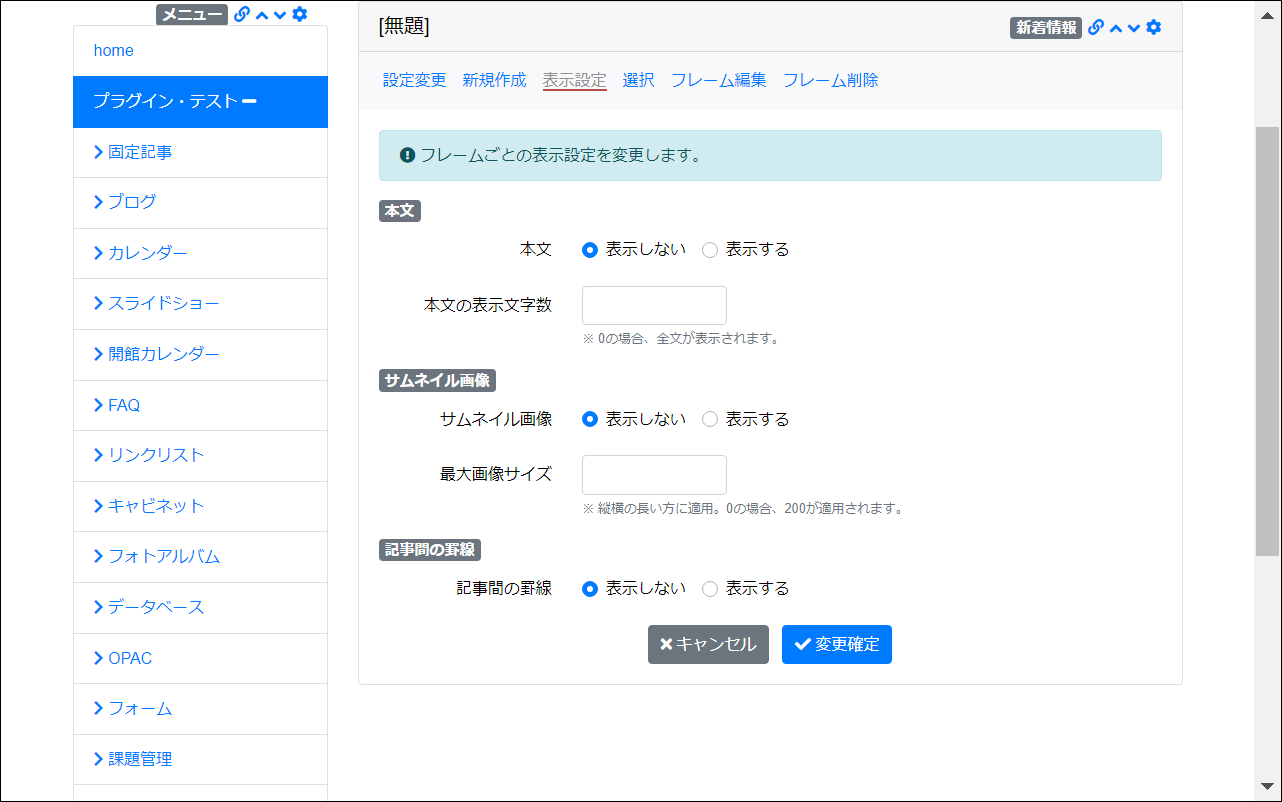 メニュー
home
プラグイン・テスト
固定記事
ブログ
カレンダー
スライドショー
開館カレンダー
FAQ
リンクリスト
キャビネット
フォトアルバム
データベース
OPAC
フォーム
課題管理
[無題]
新着情報
設定変更 新規作成 表示設定 選択 フレーム編集 フレーム削除
フレームごとの表示設定を変更します。
本文
本文 表示しない 表示する
本文の表示文字数
※ 0の場合、全文が表示されます。
サムネイル画像
サムネイル画像 表示しない 表示する
最大画像サイズ
※ 縦横の長い方に適用。0の場合、200が適用されます。
記事間の罫線
記事間の罫線 表示しない 表示する
キャンセル 変更確定